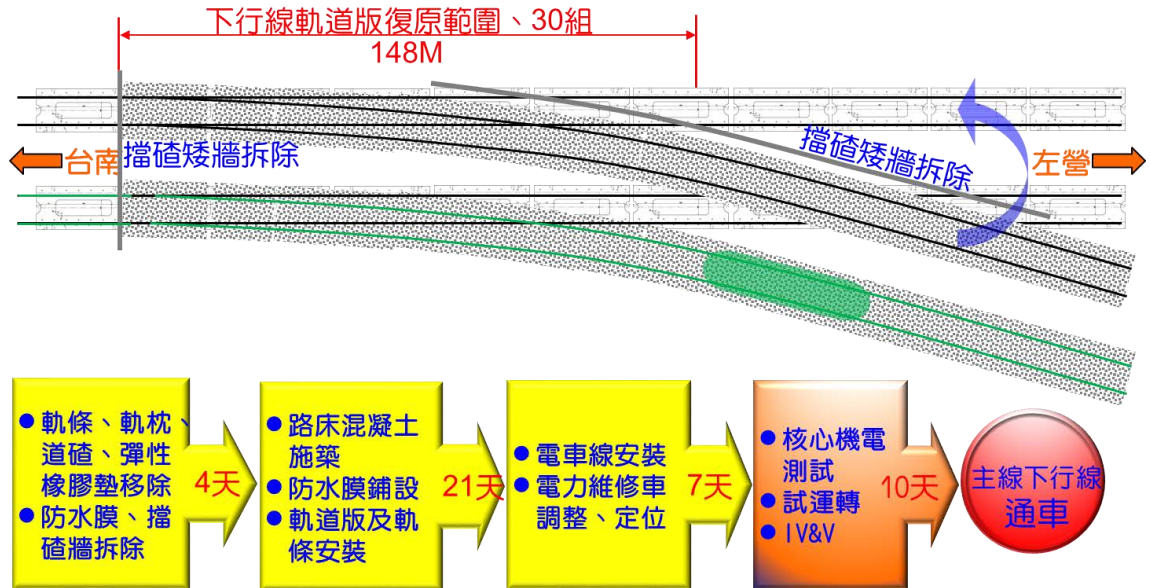 下行線軌道版復原範圍、30組
148M
台南
擋碴矮牆拆除
擋碴矮牆拆除
左營
● 軌條、軌枕、
道碴、彈性
橡膠墊移除
● 防水膜、擋
碴牆拆除
4天
● 路床混凝土
施築
● 防水膜鋪設
● 軌道版及軌
條安裝
21天
● 電車線安裝
● 電力維修車
調整、定位
7天
● 核心機電
測試
● 試運轉
● IV&V
10天
主線下行線
通車